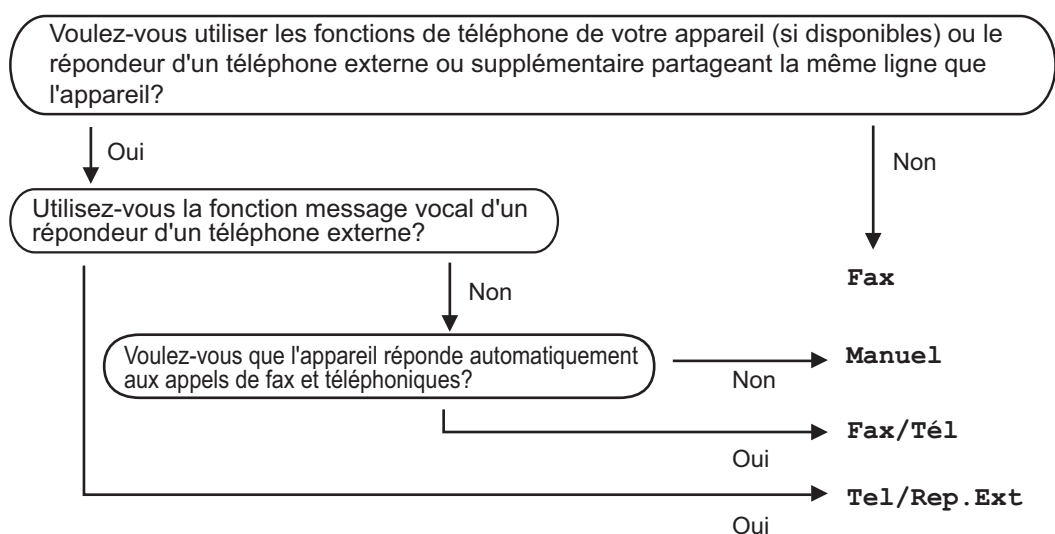 Voulez-vous utiliser les fonctions de téléphone de votre appareil (si disponibles) ou le
répondeur d'un téléphone externe ou supplémentaire partageant la même ligne que
l'appareil?
Oui
Non
Utilisez-vous la fonction message vocal d'un
répondeur d'un téléphone externe?
Fax
Non
Voulez-vous que l'appareil réponde automatiquement
aux appels de fax et téléphoniques?
Non
Manuel
Fax/Tél
Oui
Tel/Rep.Ext
Oui